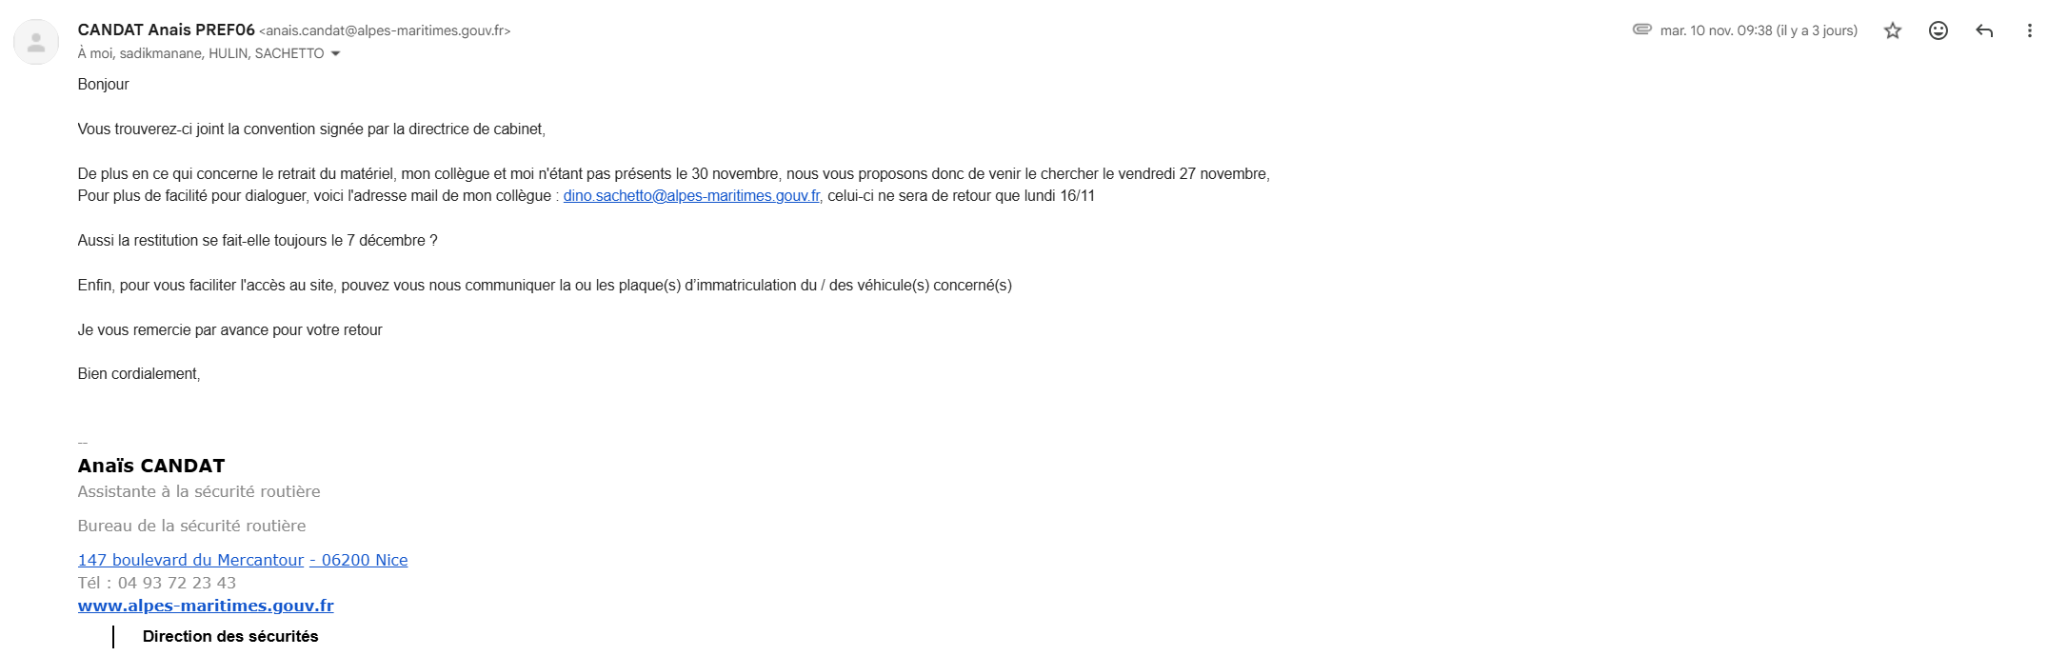 CANDAT Anais PREF06 <anais.candat@alpes-maritimes.gouv.fr>
mar. 10 nov. 09:38 (il y a 3 jours)
À moi, sadikmanane, HULIN, SACHETTO
Bonjour
Vous trouverez-ci joint la convention signée par la directrice de cabinet,
De plus en ce qui concerne le retrait du matériel, mon collègue et moi n'étant pas présents le 30 novembre, nous vous proposons donc de venir le chercher le vendredi 27 novembre,
Pour plus de facilité pour dialoguer, voici l'adresse mail de mon collègue : dino.sachetto@alpes-maritimes.gouv.fr, celui-ci ne sera de retour que lundi 16/11
Aussi la restitution se fait-elle toujours le 7 décembre ?
Enfin, pour vous faciliter l'accès au site, pouvez vous nous communiquer la ou les plaque(s) d’immatriculation du / des véhicule(s) concerné(s)
Je vous remercie par avance pour votre retour
Bien cordialement,
--
Anaïs CANDAT
Assistante à la sécurité routière
Bureau de la sécurité routière
147 boulevard du Mercantour - 06200 Nice
Tél : 04 93 72 23 43
www.alpes-maritimes.gouv.fr
Direction des sécurités